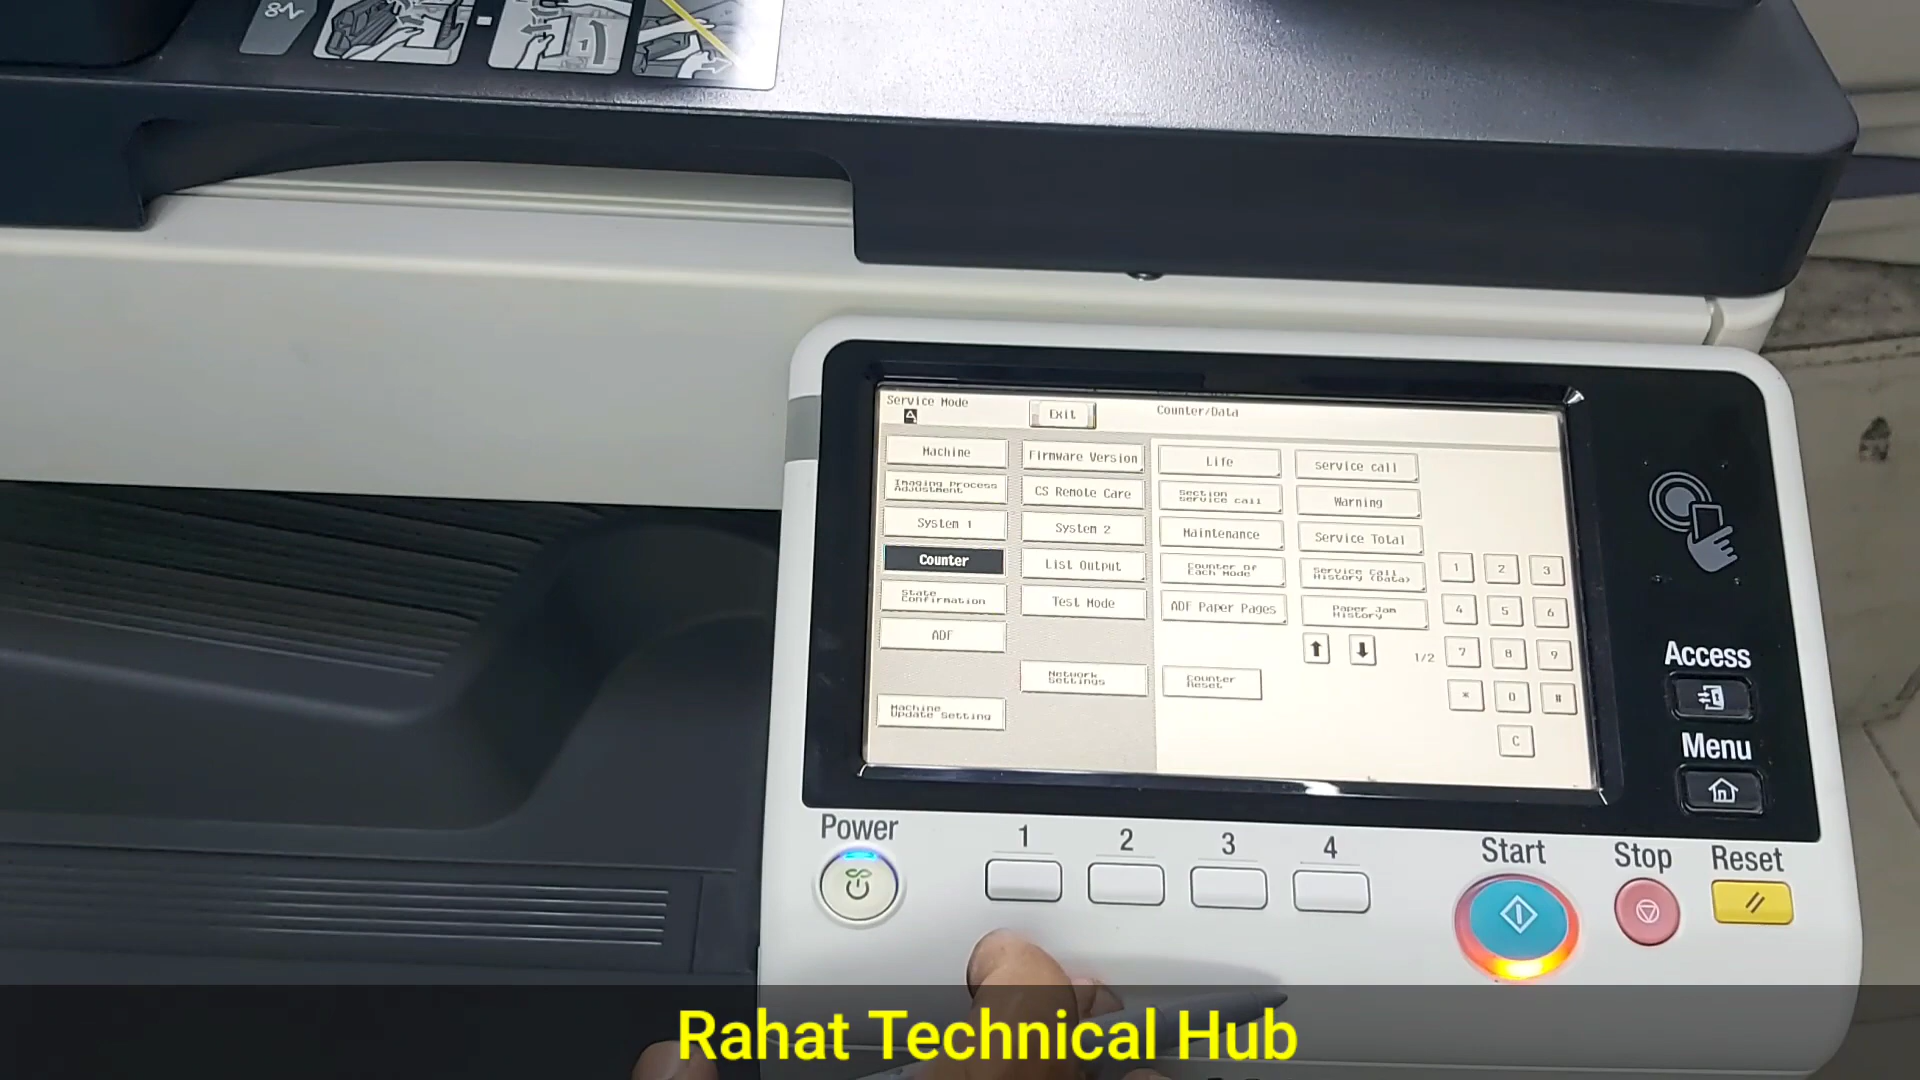 Service Mode
Exit
Counter/Data
Machine
Firmware Version
Life
service call
Imaging Process
Adjustment
CS Remote Care
Section
service call
Warning
System 1
System 2
Maintenance
Service Total
Counter
List Output
Counter Of
Each Mode
Service Call
History (Data)
State
Confirmation
Test Mode
ADF Paper Pages
Paper Jam
History
ADF
1/2
Network
Settings
Counter
Reset
Machine
Update Setting
1 2 3
4 5 6
7 8 9
* 0 #
C
Access
Menu
Power
1 2 3 4
Start
Stop
Reset
Rahat Technical Hub